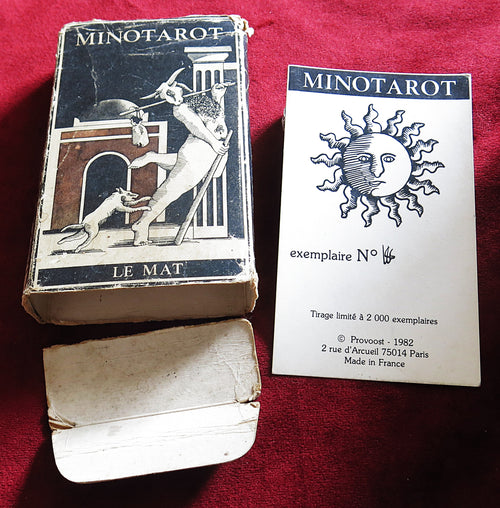 MINOTAROT
LE MAT
MINOTAROT
exemplaire N°
Tirage limité à 2 000 exemplaires
© Provoost - 1982
2 rue d'Arcueil 75014 Paris
Made in France